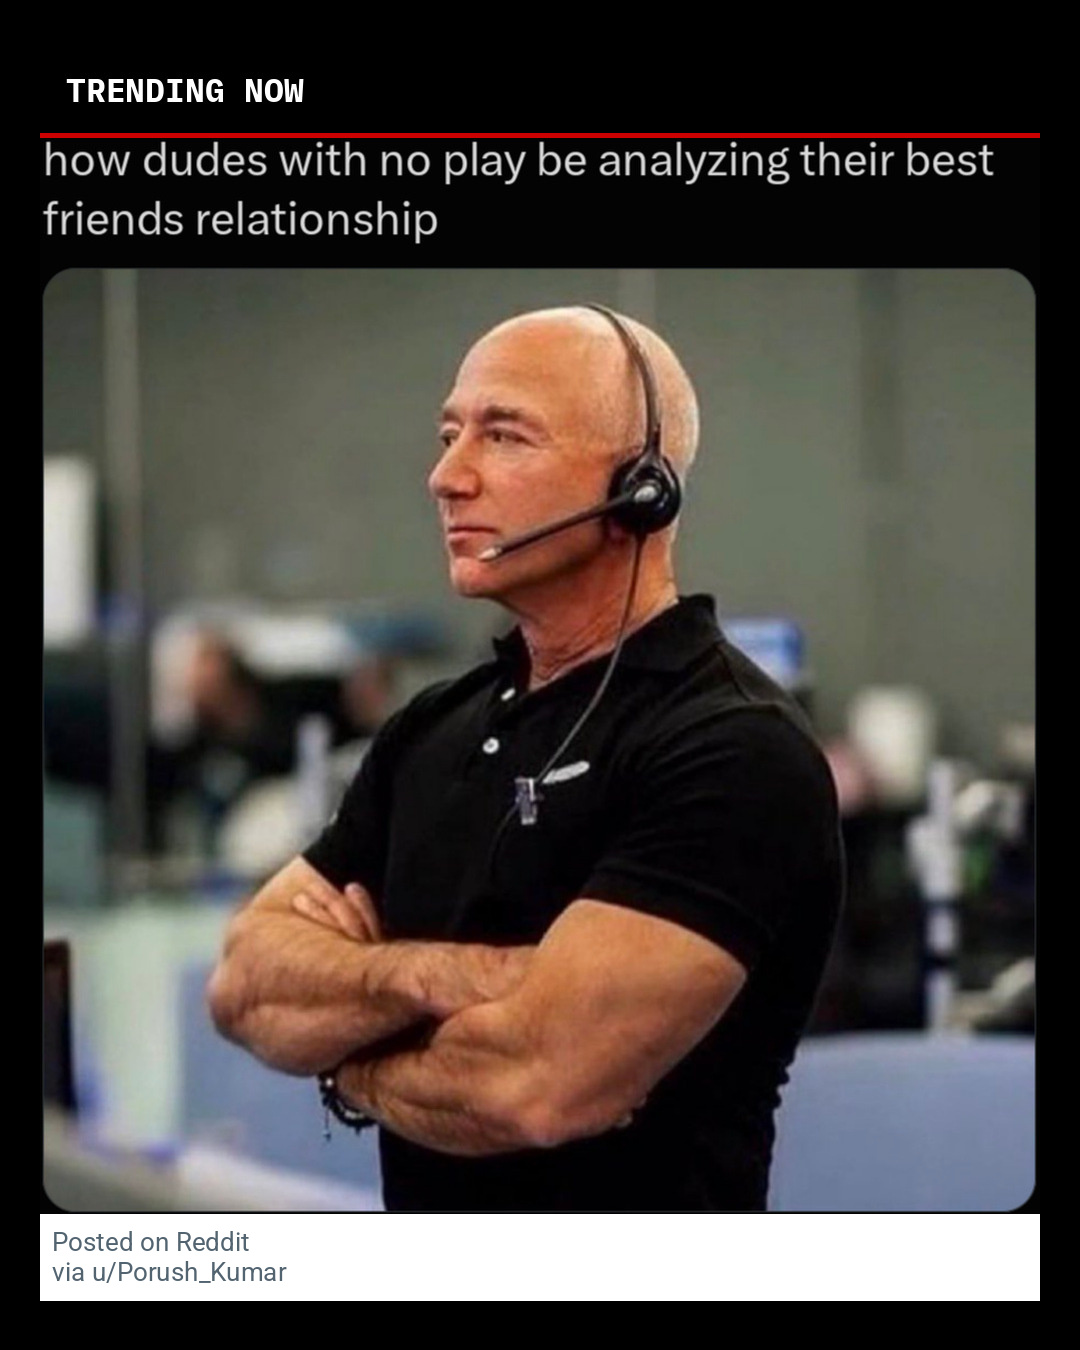 TRENDING NOW
how dudes with no play be analyzing their best
friends relationship
Posted on Reddit
via u/Porush_Kumar